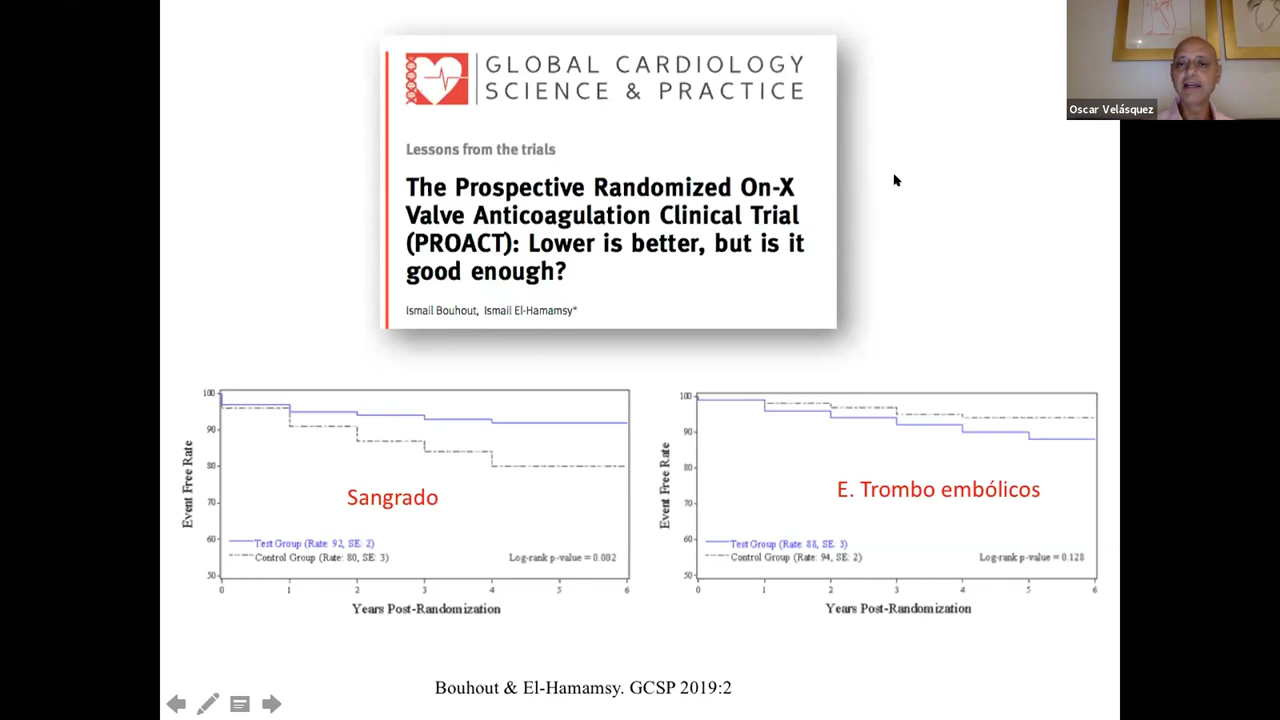 GLOBAL CARDIOLOGY
SCIENCE & PRACTICE
Oscar Velásquez
Lessons from the trials
The Prospective Randomized On-X
Valve Anticoagulation Clinical Trial
(PROACT): Lower is better, but is it
good enough?
Ismail Bouhout, Ismail El-Hamamsy*
100
90
80
70
60
50
Event Free Rate
Sangrado
Test Group (Rate: 92, SE: 2)
Control Group (Rate: 80, SE: 3)
Log-rank p-value = 0.002
0 1 2 3 4 5 6
Years Post-Randomization
100
90
80
70
60
50
Event Free Rate
E. Trombo embólicos
Test Group (Rate: 88, SE: 3)
Control Group (Rate: 94, SE: 2)
Log-rank p-value = 0.128
0 1 2 3 4 5 6
Years Post-Randomization
Bouhout & El-Hamamsy. GCSP 2019:2